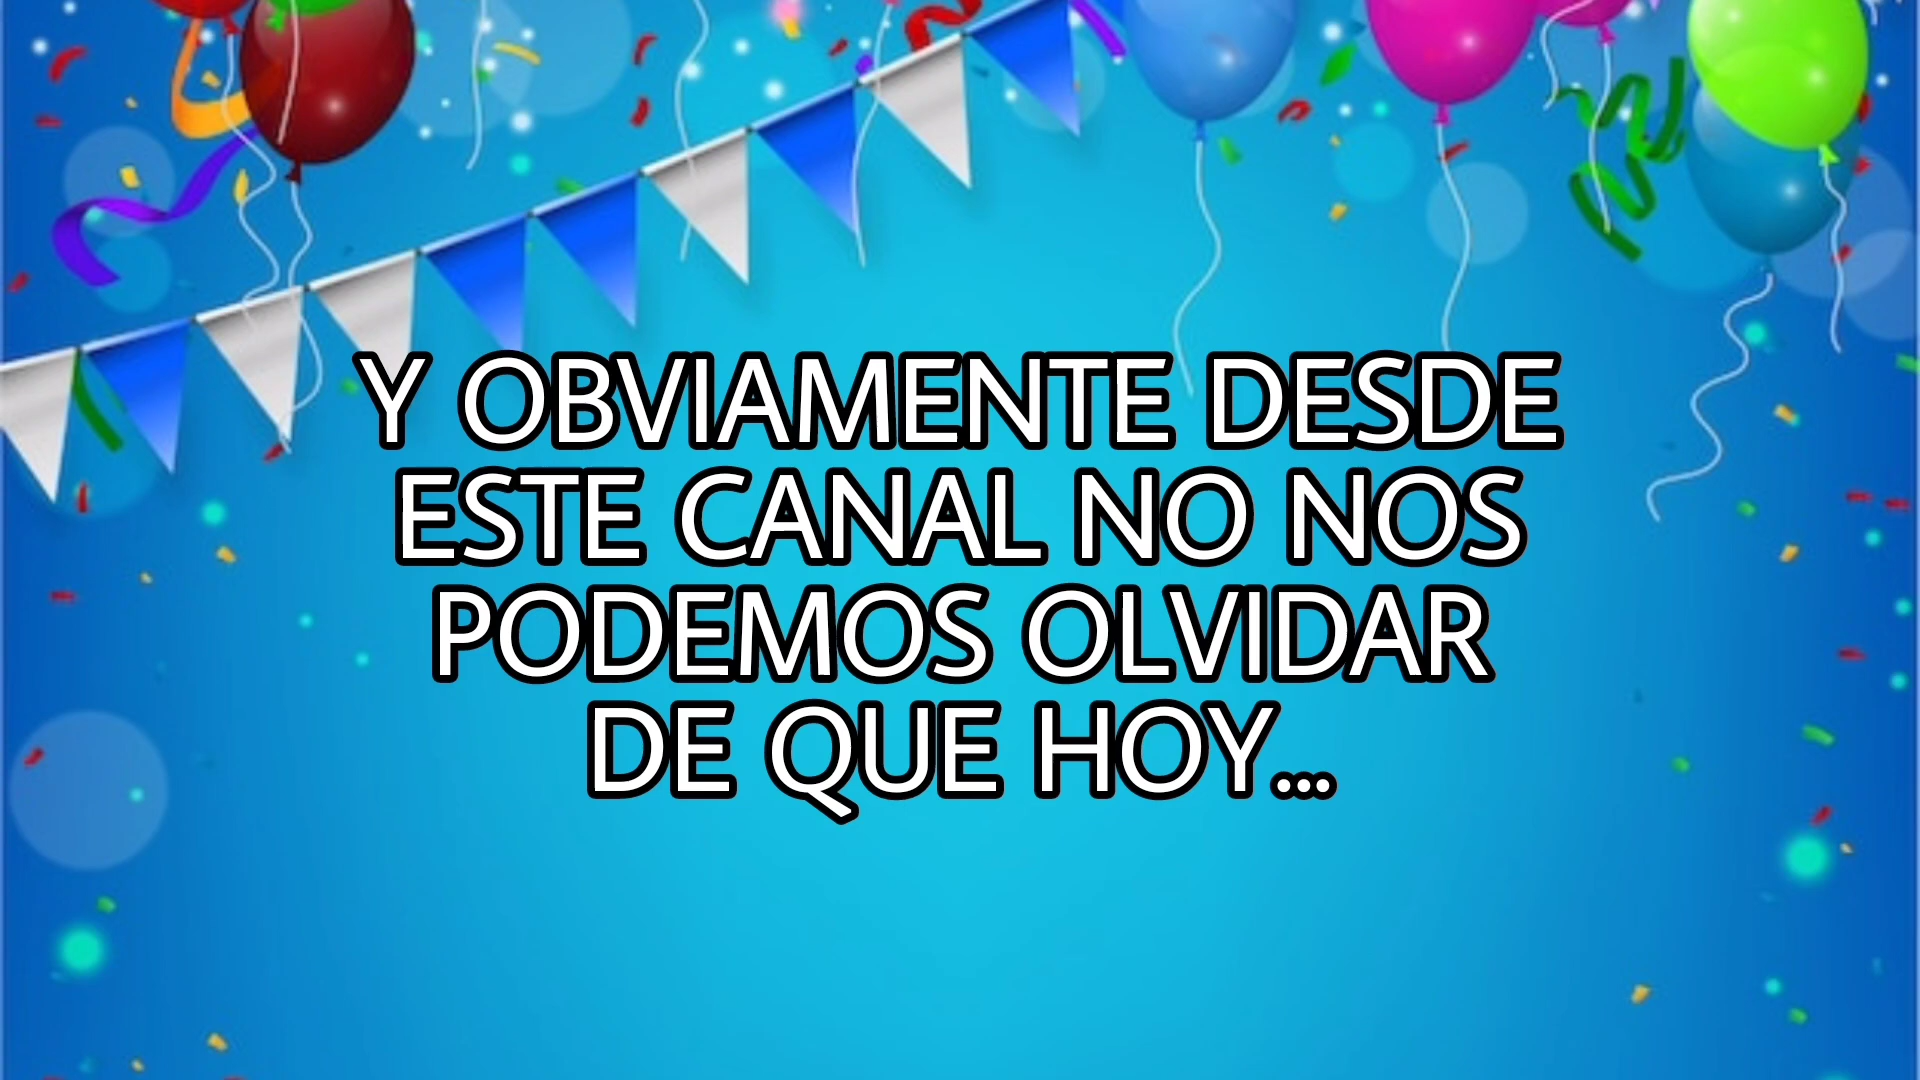 Y OBVIAMENTE DESDE
ESTE CANAL NO NOS
PODEMOS OLVIDAR
DE QUE HOY...